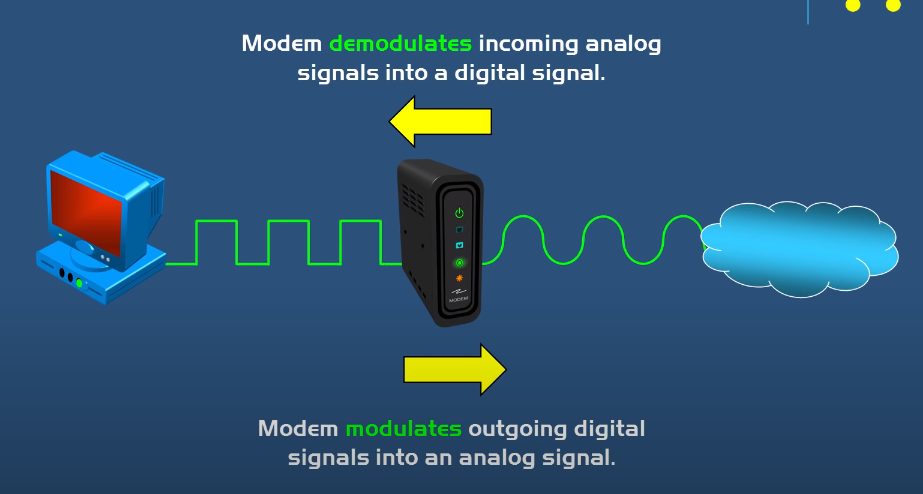 Modem demodulates incoming analog
signals into a digital signal.
MODEM
Modem modulates outgoing digital
signals into an analog signal.